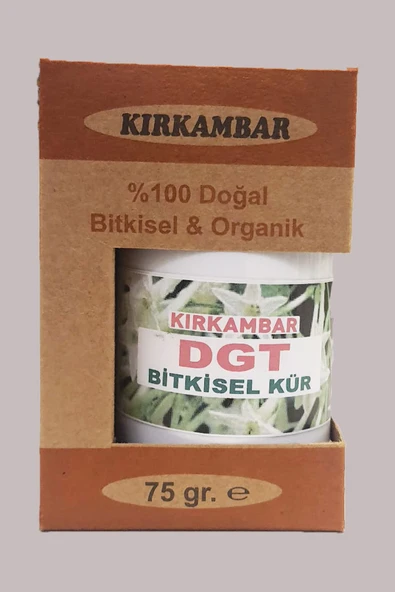 KIRKAMBAR
%100 Doğal
Bitkisel & Organik
KIRKAMBAR
DGT
BİTKİSEL KÜR
75 gr. ℮